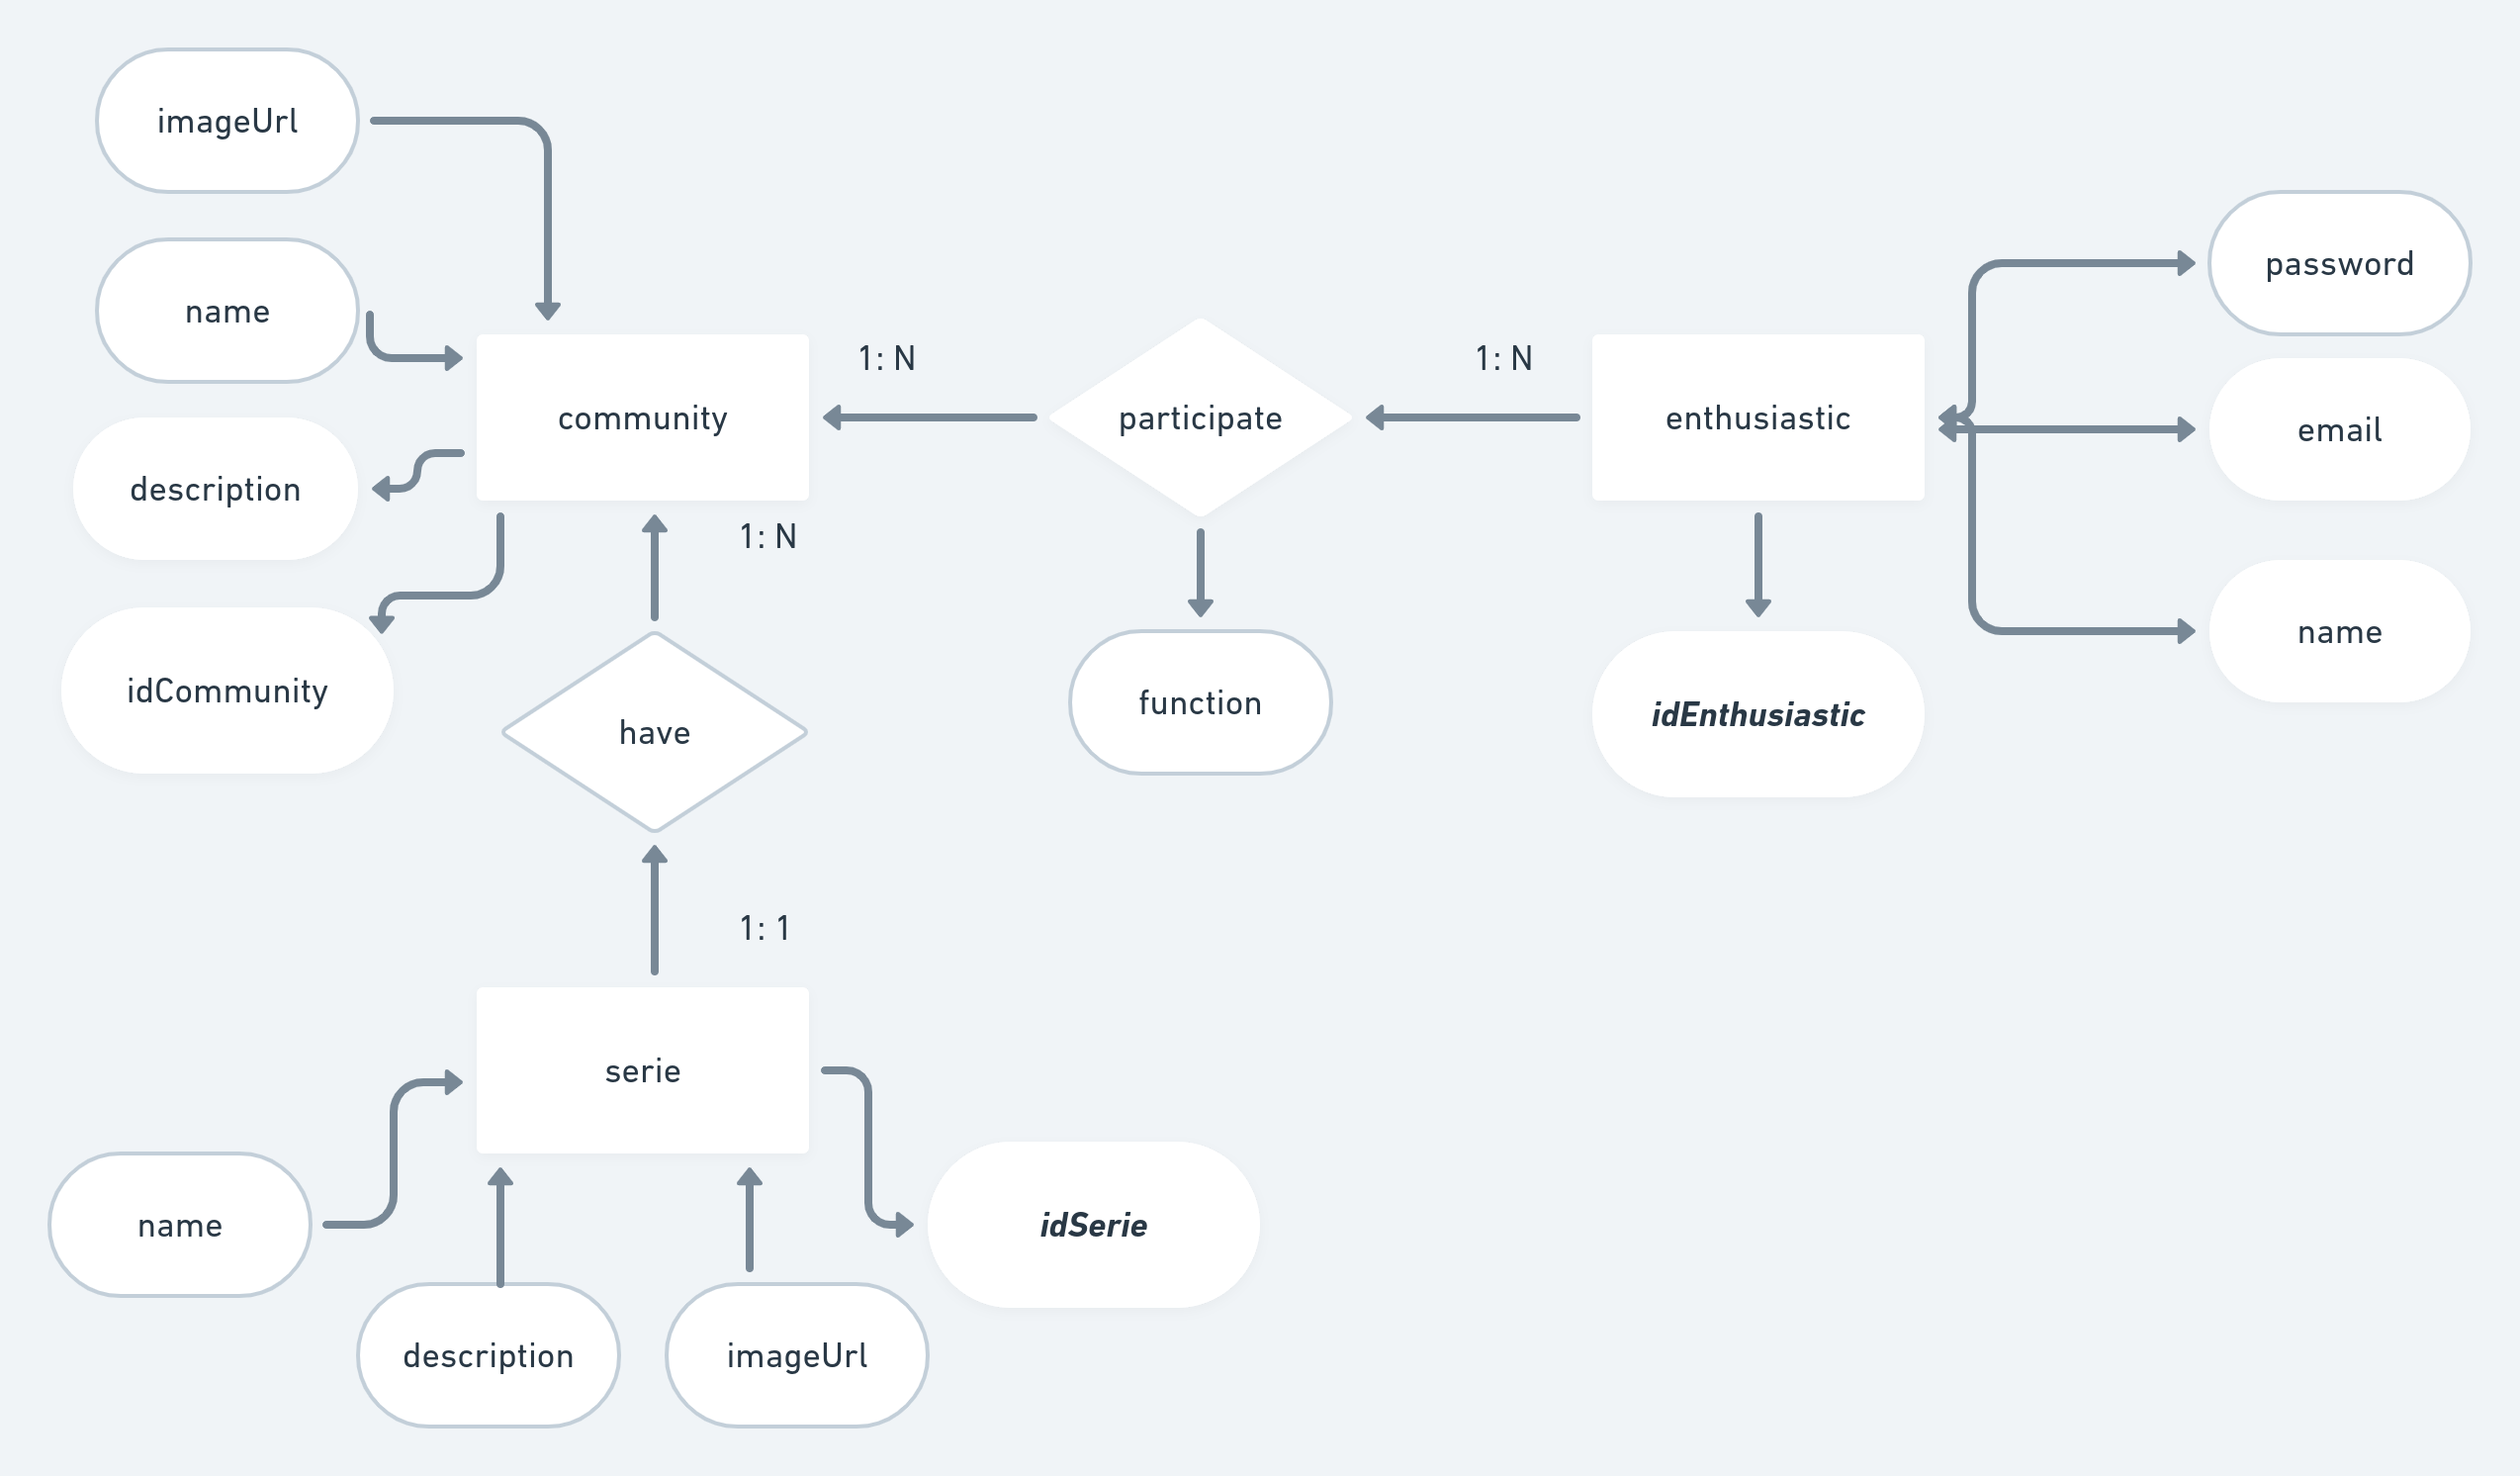 imageUrl
name
description
idCommunity
community
1: N
participate
1: N
enthusiastic
password
email
name
1: N
have
function
idEnthusiastic
1: 1
serie
name
description
imageUrl
idSerie